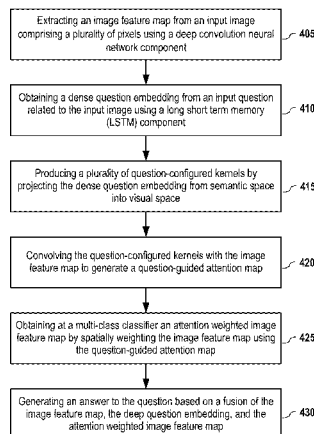 Extracting an image feature map from an input image
comprising a plurality of pixels using a deep convolution neural
network component
405
Obtaining a dense question embedding from an input question
related to the input image using a long short term memory
(LSTM) component
410
Producing a plurality of question-configured kernels by
projecting the dense question embedding from semantic space
into visual space
415
Convolving the question-configured kernels with the image
feature map to generate a question-guided attention map
420
Obtaining at a multi-class classifier an attention weighted image
feature map by spatially weighting the image feature map using
the question-guided attention map
425
Generating an answer to the question based on a fusion of the
image feature map, the deep question embedding, and the
attention weighted image feature map
430